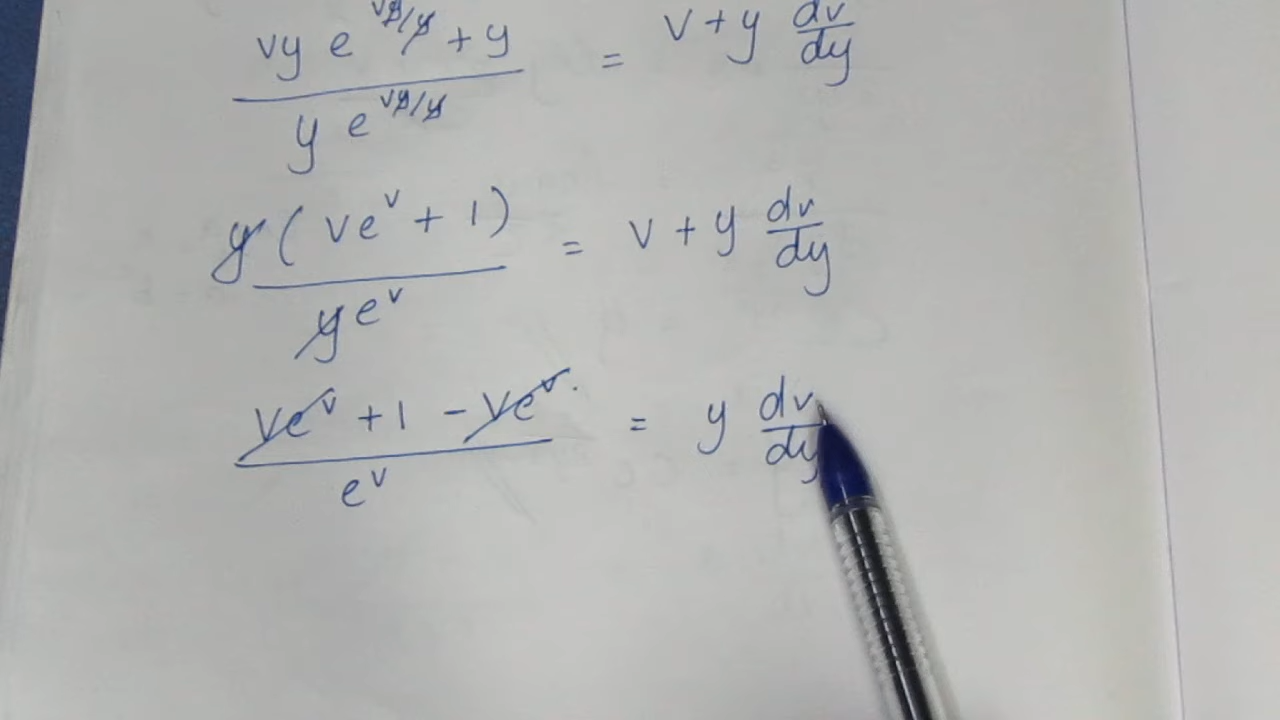 (vy e^(vy/y) + y)/(y e^(vy/y)) = v + y dv/dy
y(ve^v + 1)/(ye^v) = v + y dv/dy
(ve^v + 1 - ve^v)/(e^v) = y dv/dy